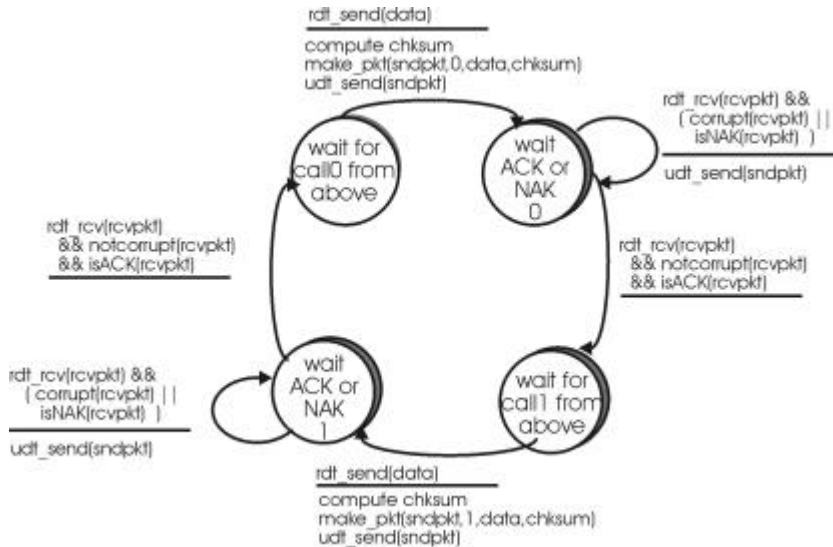 rdt_send(data)
compute chksum
make_pkt(sndpkt,0,data,chksum)
udt_send(sndpkt)
wait for
call0 from
above
wait
ACK or
NAK
0
rdt_rcv(rcvpkt) &&
( corrupt(rcvpkt) ||
isNAK(rcvpkt) )
udt_send(sndpkt)
rdt_rcv(rcvpkt)
&& notcorrupt(rcvpkt)
&& isACK(rcvpkt)
rdt_rcv(rcvpkt)
&& notcorrupt(rcvpkt)
&& isACK(rcvpkt)
wait
ACK or
NAK
1
wait for
call1 from
above
rdt_rcv(rcvpkt) &&
( corrupt(rcvpkt) ||
isNAK(rcvpkt) )
udt_send(sndpkt)
rdt_send(data)
compute chksum
make_pkt(sndpkt,1,data,chksum)
udt_send(sndpkt)